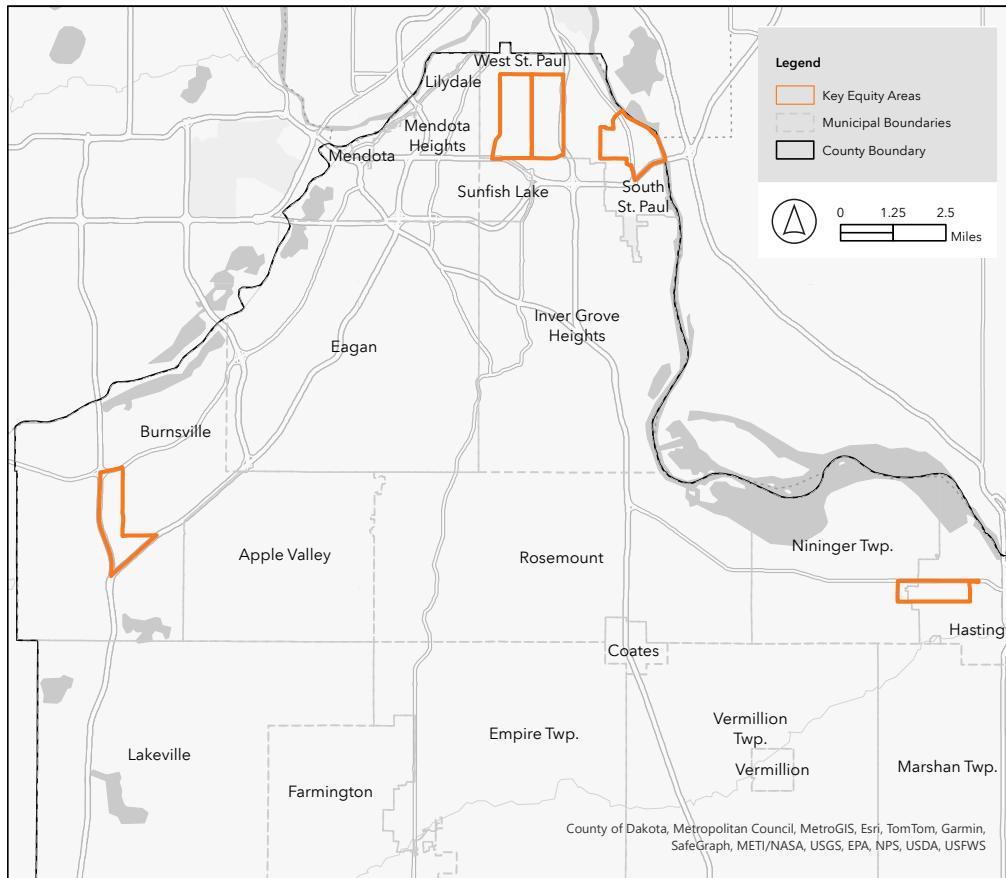 West St. Paul
Lilydale
Mendota
Heights
Mendota
Sunfish Lake
South
St. Paul
Inver Grove
Heights
Eagan
Burnsville
Apple Valley
Rosemount
Nininger Twp.
Hasting
Coates
Lakeville
Farmington
Empire Twp.
Vermillion
Twp.
Vermillion
Marshan Twp.
Legend
Key Equity Areas
Municipal Boundaries
County Boundary
0 1.25 2.5
Miles
County of Dakota, Metropolitan Council, MetroGIS, Esri, TomTom, Garmin,
SafeGraph, METI/NASA, USGS, EPA, NPS, USDA, USFWS